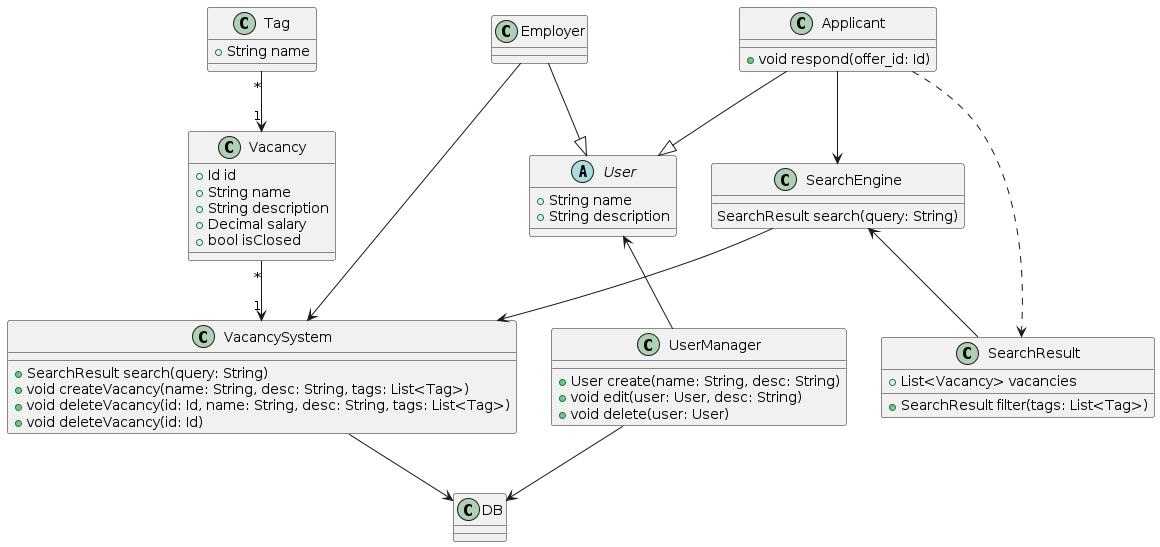 C Tag
String name
C Employer
C Applicant
void respond(offer_id: Id)
*
1
C Vacancy
Id id
String name
String description
Decimal salary
bool isClosed
A User
String name
String description
C SearchEngine
SearchResult search(query: String)
*
1
C VacancySystem
SearchResult search(query: String)
void createVacancy(name: String, desc: String, tags: List<Tag>)
void deleteVacancy(id: Id, name: String, desc: String, tags: List<Tag>)
void deleteVacancy(id: Id)
C UserManager
User create(name: String, desc: String)
void edit(user: User, desc: String)
void delete(user: User)
C SearchResult
List<Vacancy> vacancies
SearchResult filter(tags: List<Tag>)
C DB